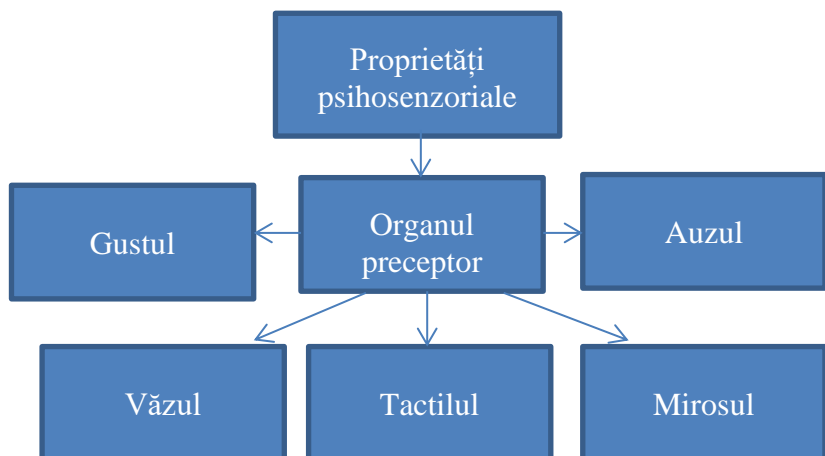 Proprietăți
psihosenzoriale
Gustul
Organul
preceptor
Auzul
Văzul
Tactilul
Mirosul